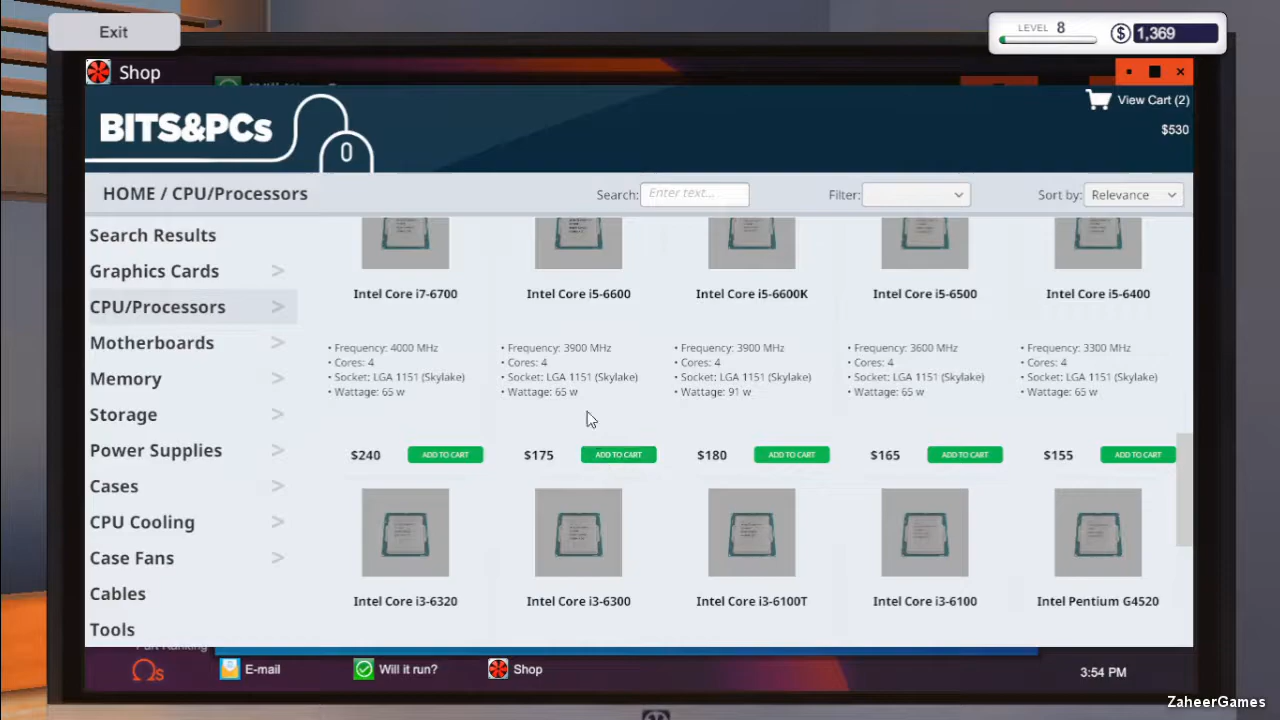 Exit
LEVEL 8
$ 1,369
Shop
BITS&PCs
View Cart (2)
$530
HOME / CPU/Processors
Search: Enter text...
Filter:
Sort by: Relevance
Search Results
Graphics Cards >
CPU/Processors >
Motherboards >
Memory >
Storage >
Power Supplies >
Cases >
CPU Cooling >
Case Fans >
Cables
Tools
Intel Core i7-6700
• Frequency: 4000 MHz
• Cores: 4
• Socket: LGA 1151 (Skylake)
• Wattage: 65 w
$240 ADD TO CART
Intel Core i5-6600
• Frequency: 3900 MHz
• Cores: 4
• Socket: LGA 1151 (Skylake)
• Wattage: 65 w
$175 ADD TO CART
Intel Core i5-6600K
• Frequency: 3900 MHz
• Cores: 4
• Socket: LGA 1151 (Skylake)
• Wattage: 91 w
$180 ADD TO CART
Intel Core i5-6500
• Frequency: 3600 MHz
• Cores: 4
• Socket: LGA 1151 (Skylake)
• Wattage: 65 w
$165 ADD TO CART
Intel Core i5-6400
• Frequency: 3300 MHz
• Cores: 4
• Socket: LGA 1151 (Skylake)
• Wattage: 65 w
$155 ADD TO CART
Intel Core i3-6320
Intel Core i3-6300
Intel Core i3-6100T
Intel Core i3-6100
Intel Pentium G4520
Part Ranking
Ωs
E-mail
Will it run?
Shop
3:54 PM
ZaheerGames